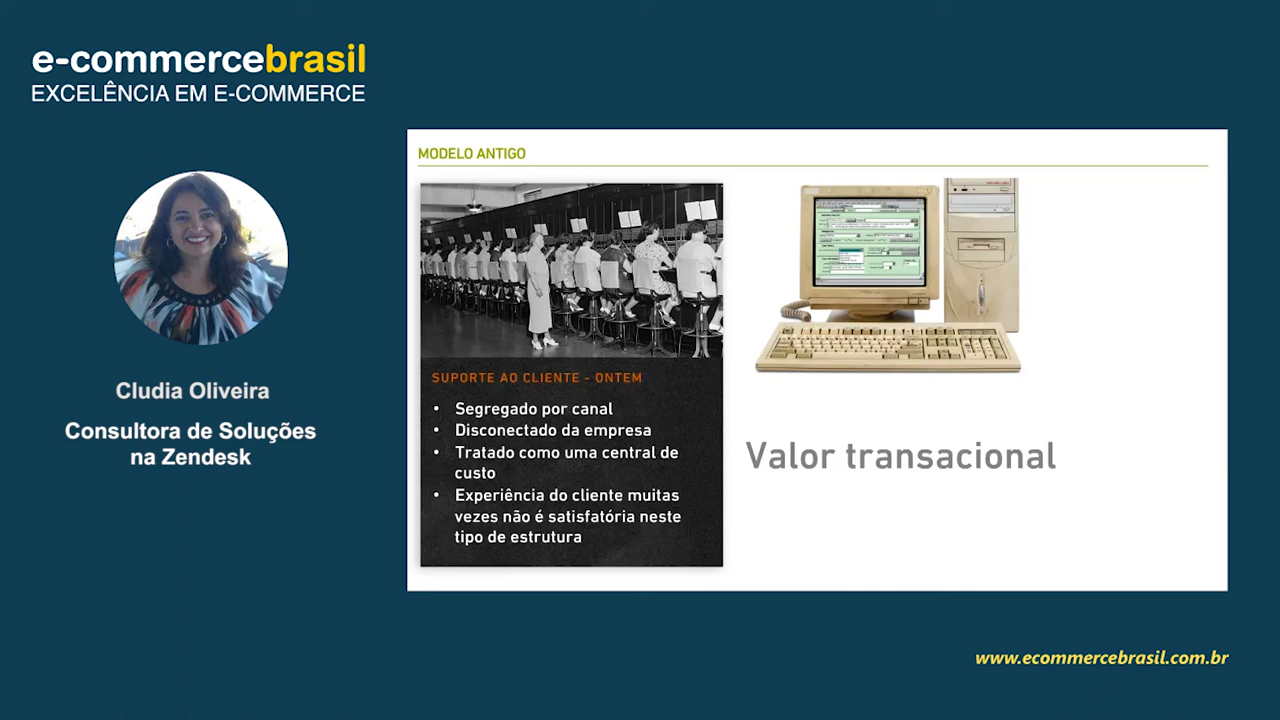 e-commercebrasil
EXCELÊNCIA EM E-COMMERCE
MODELO ANTIGO
SUPORTE AO CLIENTE - ONTEM
• Segregado por canal
• Disconectado da empresa
• Tratado como uma central de
custo
• Experiência do cliente muitas
vezes não é satisfatória neste
tipo de estrutura
Valor transacional
Cludia Oliveira
Consultora de Soluções
na Zendesk
www.ecommercebrasil.com.br